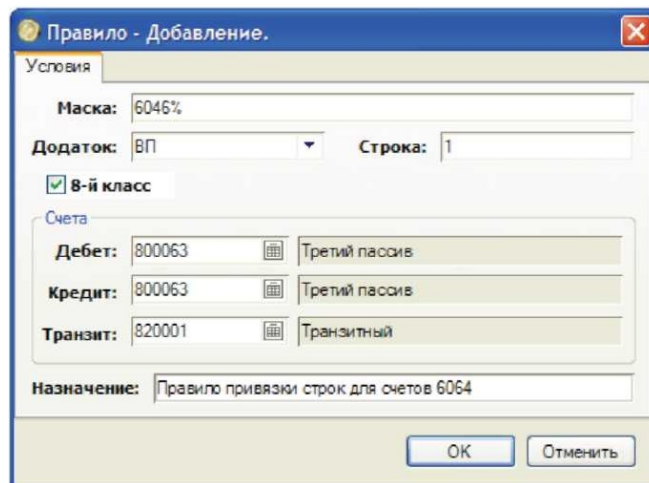 Правило - Добавление.
Условия
Маска: 6046%
Додаток: ВП Строка: 1
8-й класс
Счета
Дебет: 800063 Третий пассив
Кредит: 800063 Третий пассив
Транзит: 820001 Транзитный
Назначение: Правило привязки строк для счетов 6064
OK Отменить